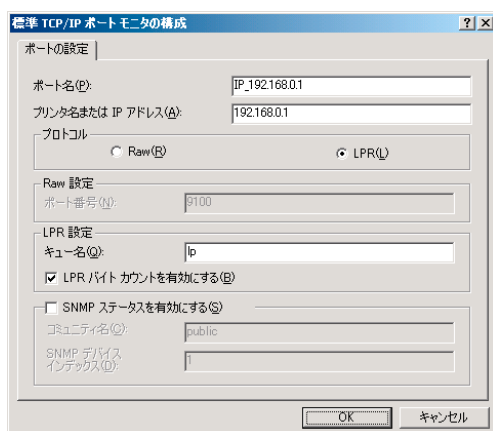 標準 TCP/IP ポート モニタの構成
ポートの設定
ポート名(P):
IP_192.168.0.1
プリンタ名または IP アドレス(A):
192.168.0.1
プロトコル
Raw(R)
LPR(L)
Raw 設定
ポート番号(N):
9100
LPR 設定
キュー名(Q):
lp
LPR バイト カウントを有効にする(B)
SNMP ステータスを有効にする(S)
コミュニティ名(C):
public
SNMP デバイス
インデックス(D):
1
OK
キャンセル